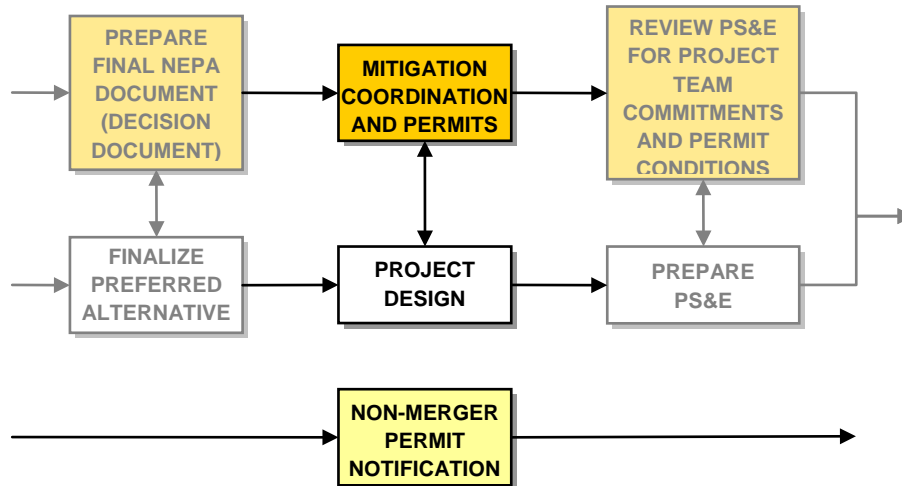 PREPARE
FINAL NEPA
DOCUMENT
(DECISION
DOCUMENT)
MITIGATION
COORDINATION
AND PERMITS
REVIEW PS&E
FOR PROJECT
TEAM
COMMITMENTS
AND PERMIT
CONDITIONS
FINALIZE
PREFERRED
ALTERNATIVE
PROJECT
DESIGN
PREPARE
PS&E
NON-MERGER
PERMIT
NOTIFICATION